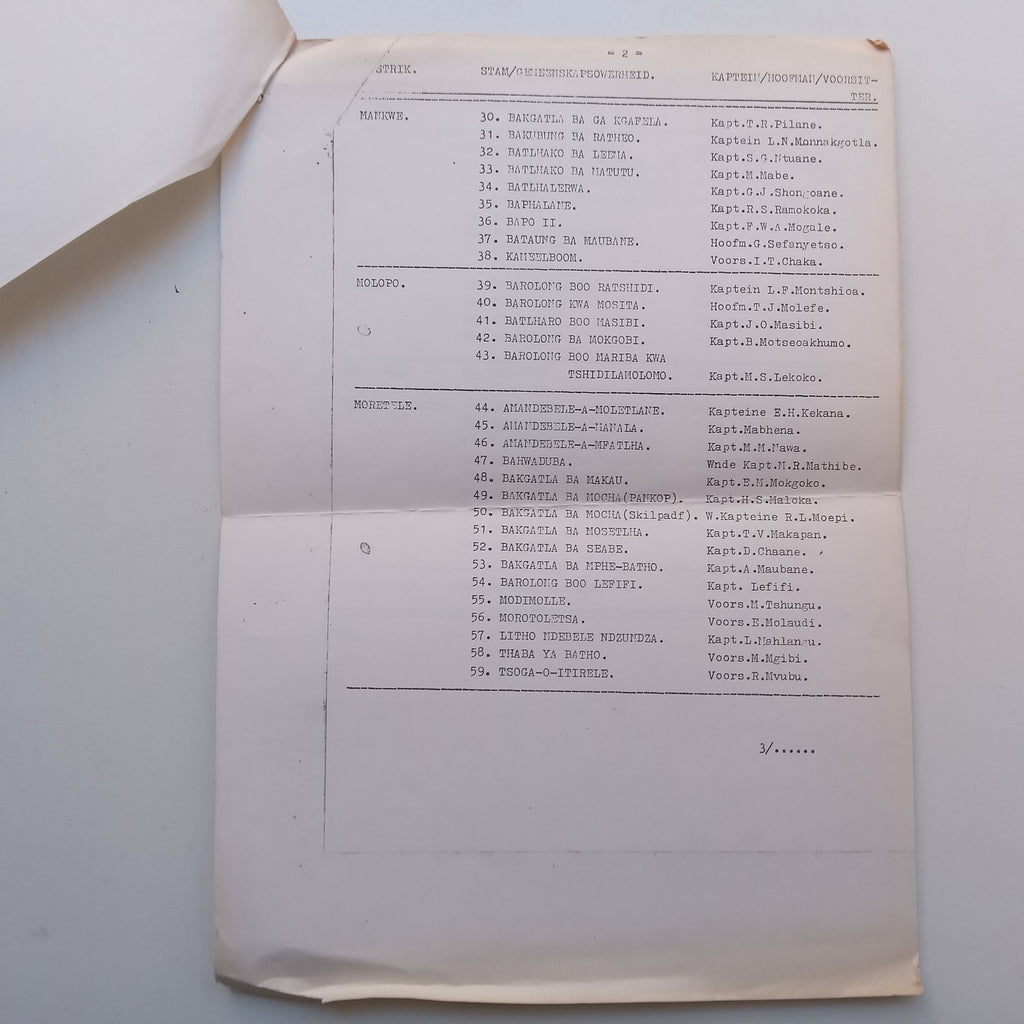 = 2 =
STRIK. STAM/GEMEENSKAPSOWERHEID. KAPTEIN/HOOFMAN/VOORSIT-
TER.
MANKWE. 30. BAKGATLA BA GA KGAFELA. Kapt.T.R.Pilane.
31. BAKUBUNG BA RATHEO. Kaptein L.N.Monnakgotla.
32. BATLHAKO BA LEEMA. Kapt.S.G.Ntuane.
33. BATLHAKO BA MATUTU. Kapt.M.Mabe.
34. BATLHALERWA. Kapt.G.J.Shongoane.
35. BAPHALANE. Kapt.R.S.Ramokoka.
36. BAPO II. Kapt.F.W.A.Mogale.
37. BATAUNG BA MAUBANE. Hoofm.G.Sefanyetso.
38. KAMEELBOOM. Voors.I.T.Chaka.
MOLOPO. 39. BAROLONG BOO RATSHIDI. Kaptein L.F.Montshioa.
40. BAROLONG KWA MOSITA. Hoofm.T.J.Molefe.
41. BATLHARO BOO MASIBI. Kapt.J.O.Masibi.
42. BAROLONG BA MOKGOBI. Kapt.B.Motseoakhumo.
43. BAROLONG BOO MARIBA KWA
TSHIDILAMOLOMO. Kapt.M.S.Lekoko.
MORETELE. 44. AMANDEBELE-A-MOLETLANE. Kapteine E.H.Kekana.
45. AMANDEBELE-A-MANALA. Kapt.Mabhena.
46. AMANDEBELE-A-MFATLHA. Kapt.M.M.Mawa.
47. BAHWADUBA. Wnde Kapt.M.R.Mathibe.
48. BAKGATLA BA MAKAU. Kapt.E.M.Mokgoko.
49. BAKGATLA BA MOCHA(PANKOP). Kapt.H.S.Maloka.
50. BAKGATLA BA MOCHA(Skilpadf). W.Kapteine R.L.Moepi.
51. BAKGATLA BA MOSETLHA. Kapt.T.V.Makapan.
52. BAKGATLA BA SEABE. Kapt.D.Chaane.
53. BAKGATLA BA MPHE-BATHO. Kapt.A.Maubane.
54. BAROLONG BOO LEFIFI. Kapt. Lefifi.
55. MODIMOLLE. Voors.M.Tshungu.
56. MOROTOLETSA. Voors.E.Molaudi.
57. LITHO NDEBELE NDZUNDZA. Kapt.L.Mahlangu.
58. THABA YA BATHO. Voors.M.Mgibi.
59. TSOGA-O-ITIRELE. Voors.R.Mvubu.
3/......